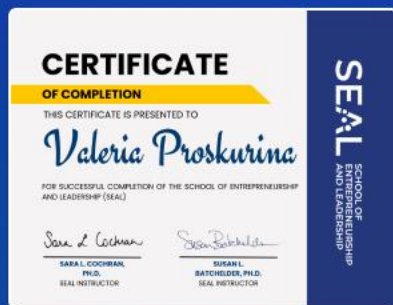 CERTIFICATE
OF COMPLETION
THIS CERTIFICATE IS PRESENTED TO
Valeria Proskurina
FOR SUCCESSFUL COMPLETION OF THE SCHOOL OF ENTREPRENEURSHIP
AND LEADERSHIP (SEAL)
Sara L Cochran
SARA L. COCHRAN,
PH.D.
SEAL INSTRUCTOR
Susan Batchelder
SUSAN L.
BATCHELDER, PH.D.
SEAL INSTRUCTOR
SEAL
SCHOOL OF
ENTREPRENEURSHIP
AND LEADERSHIP